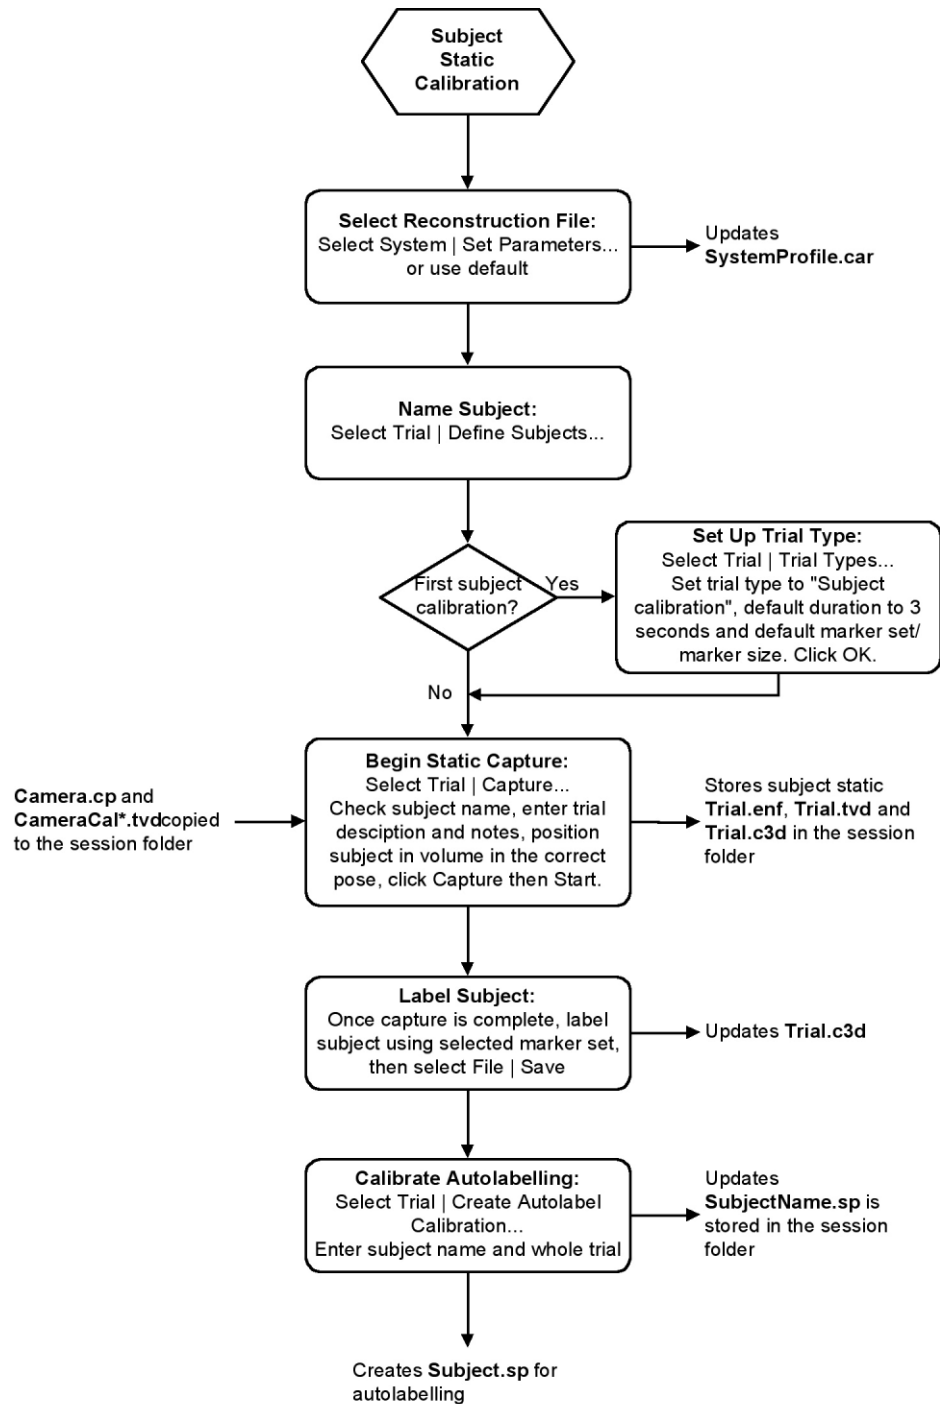 Subject
Static
Calibration
Select Reconstruction File:
Select System | Set Parameters...
or use default
Updates
SystemProfile.car
Name Subject:
Select Trial | Define Subjects...
First subject
calibration?
Yes
Set Up Trial Type:
Select Trial | Trial Types...
Set trial type to "Subject
calibration", default duration to 3
seconds and default marker set/
marker size. Click OK.
No
Begin Static Capture:
Select Trial | Capture...
Check subject name, enter trial
desciption and notes, position
subject in volume in the correct
pose, click Capture then Start.
Camera.cp and
CameraCal*.tvdcopied
to the session folder
Stores subject static
Trial.enf, Trial.tvd and
Trial.c3d in the session
folder
Label Subject:
Once capture is complete, label
subject using selected marker set,
then select File | Save
Updates Trial.c3d
Calibrate Autolabelling:
Select Trial | Create Autolabel
Calibration...
Enter subject name and whole trial
Updates
SubjectName.sp is
stored in the session
folder
Creates Subject.sp for
autolabelling